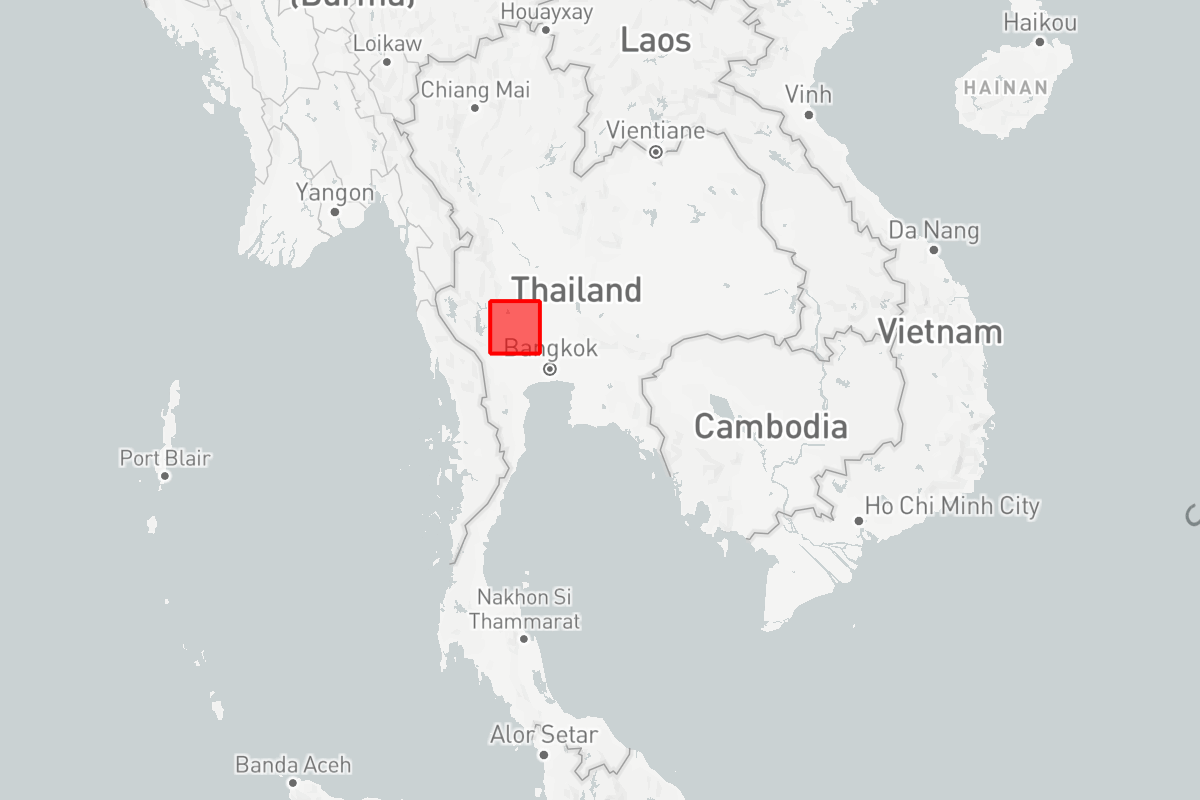 (Burma)
Houayxay
Loikaw
Laos
Haikou
HAINAN
Chiang Mai
Vinh
Vientiane
Yangon
Da Nang
Thailand
Vietnam
Bangkok
Cambodia
Port Blair
Ho Chi Minh City
Nakhon Si
Thammarat
Alor Setar
Banda Aceh